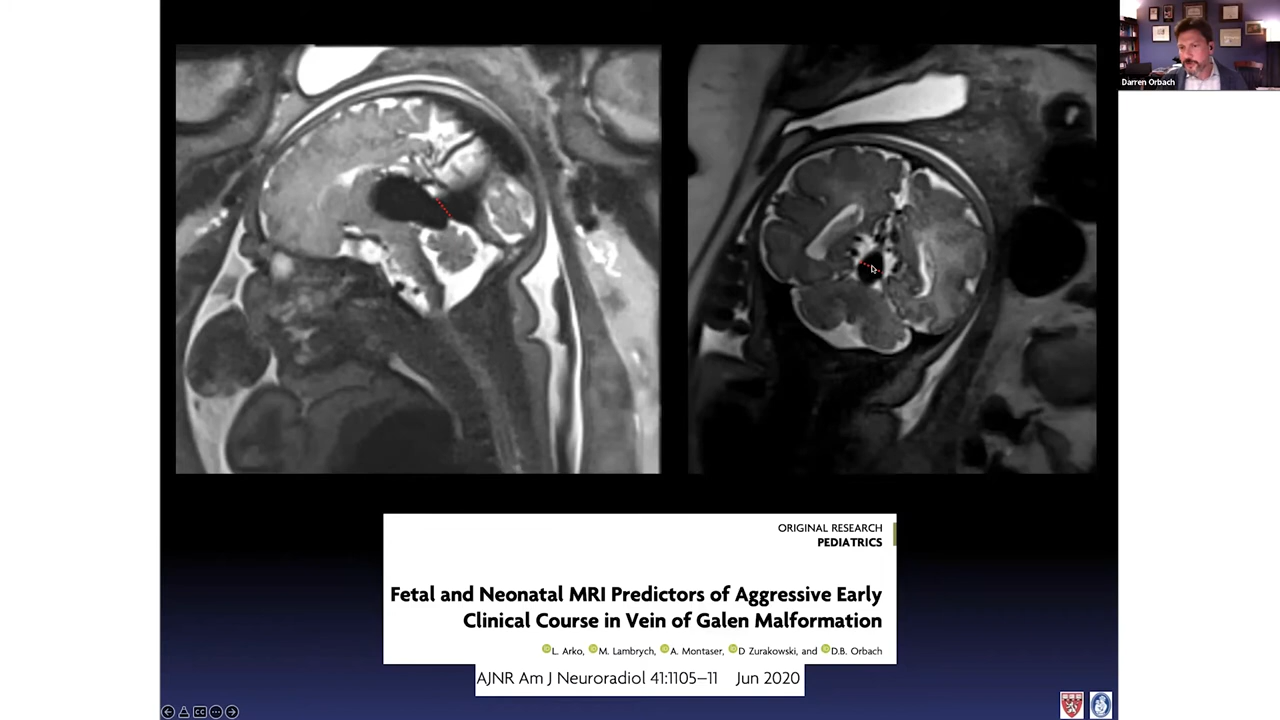 Darren Orbach
ORIGINAL RESEARCH
PEDIATRICS
Fetal and Neonatal MRI Predictors of Aggressive Early
Clinical Course in Vein of Galen Malformation
L. Arko, M. Lambrych, A. Montaser, D Zurakowski, and D.B. Orbach
AJNR Am J Neuroradiol 41:1105–11 Jun 2020
CC